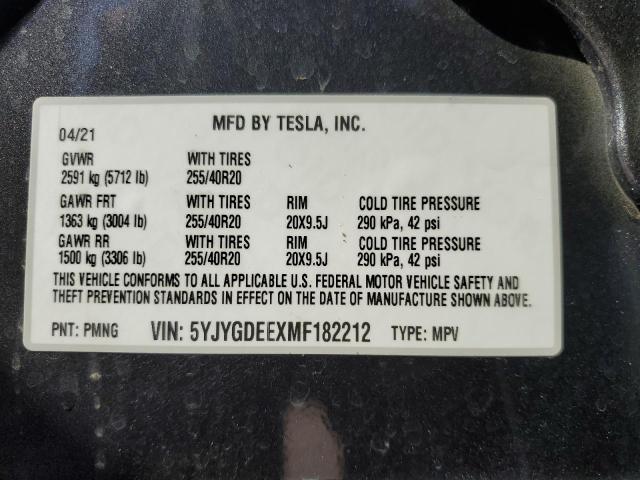 MFD BY TESLA, INC.
04/21
GVWR WITH TIRES
2591 kg (5712 lb) 255/40R20
GAWR FRT WITH TIRES RIM COLD TIRE PRESSURE
1363 kg (3004 lb) 255/40R20 20X9.5J 290 kPa, 42 psi
GAWR RR WITH TIRES RIM COLD TIRE PRESSURE
1500 kg (3306 lb) 255/40R20 20X9.5J 290 kPa, 42 psi
THIS VEHICLE CONFORMS TO ALL APPLICABLE U.S. FEDERAL MOTOR VEHICLE SAFETY AND
THEFT PREVENTION STANDARDS IN EFFECT ON THE DATE OF MANUFACTURE SHOWN ABOVE.
PNT: PMNG VIN: 5YJYGDEEXMF182212 TYPE: MPV